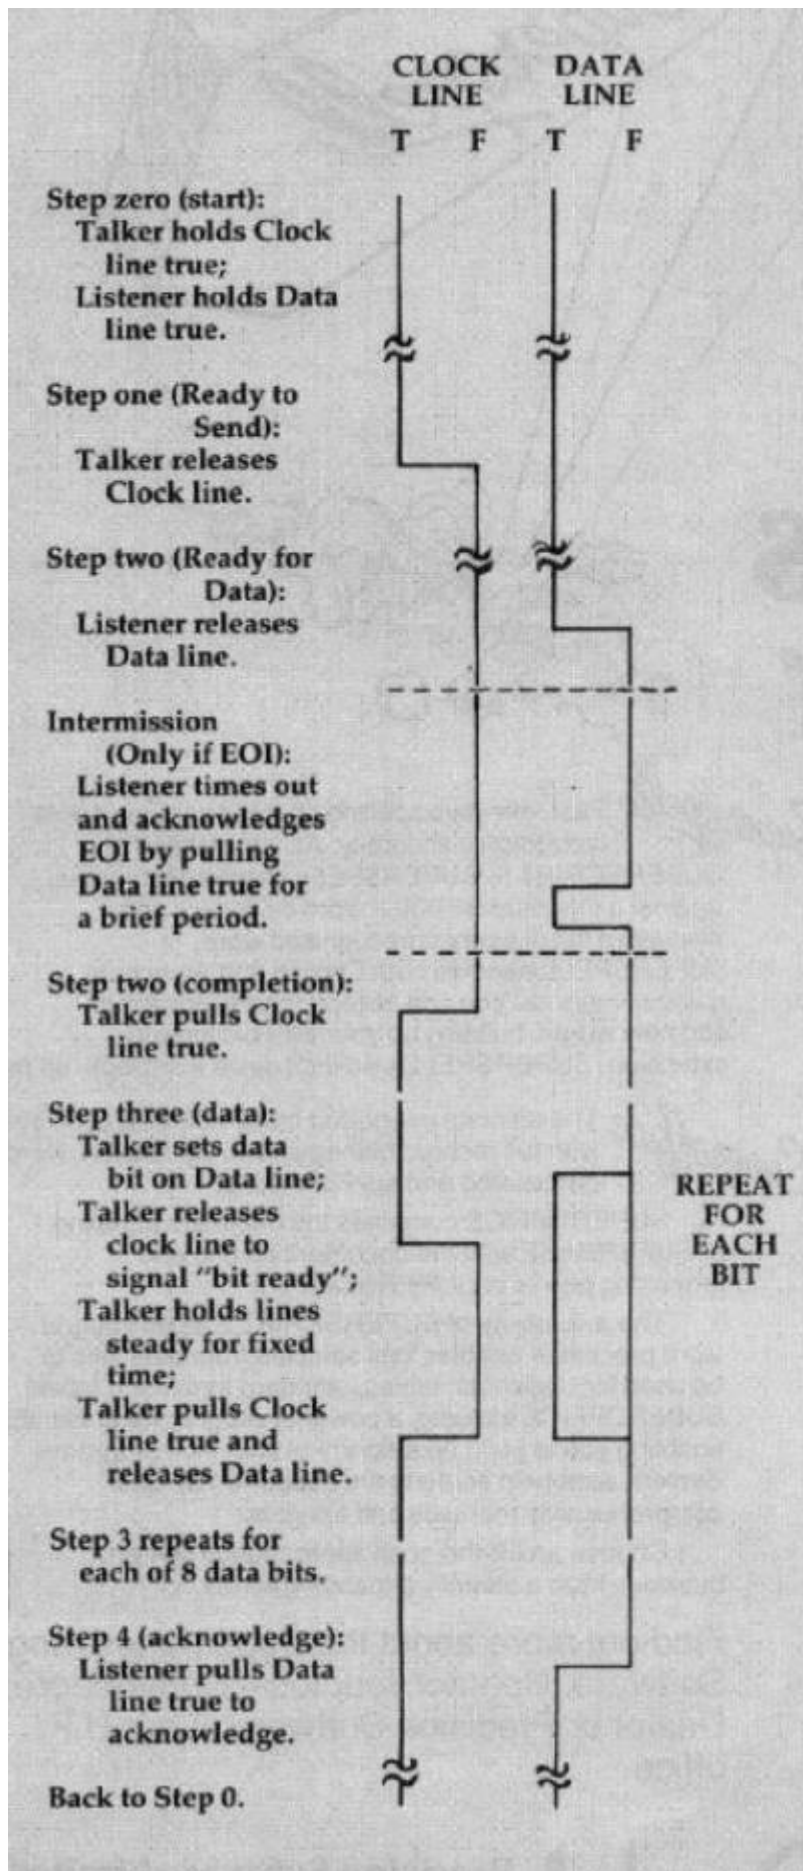 CLOCK DATA
LINE LINE
T F T F
Step zero (start):
Talker holds Clock
line true;
Listener holds Data
line true.
Step one (Ready to
Send):
Talker releases
Clock line.
Step two (Ready for
Data):
Listener releases
Data line.
Intermission
(Only if EOI):
Listener times out
and acknowledges
EOI by pulling
Data line true for
a brief period.
Step two (completion):
Talker pulls Clock
line true.
Step three (data):
Talker sets data
bit on Data line;
Talker releases
clock line to
signal "bit ready";
Talker holds lines
steady for fixed
time;
Talker pulls Clock
line true and
releases Data line.
REPEAT
FOR
EACH
BIT
Step 3 repeats for
each of 8 data bits.
Step 4 (acknowledge):
Listener pulls Data
line true to
acknowledge.
Back to Step 0.